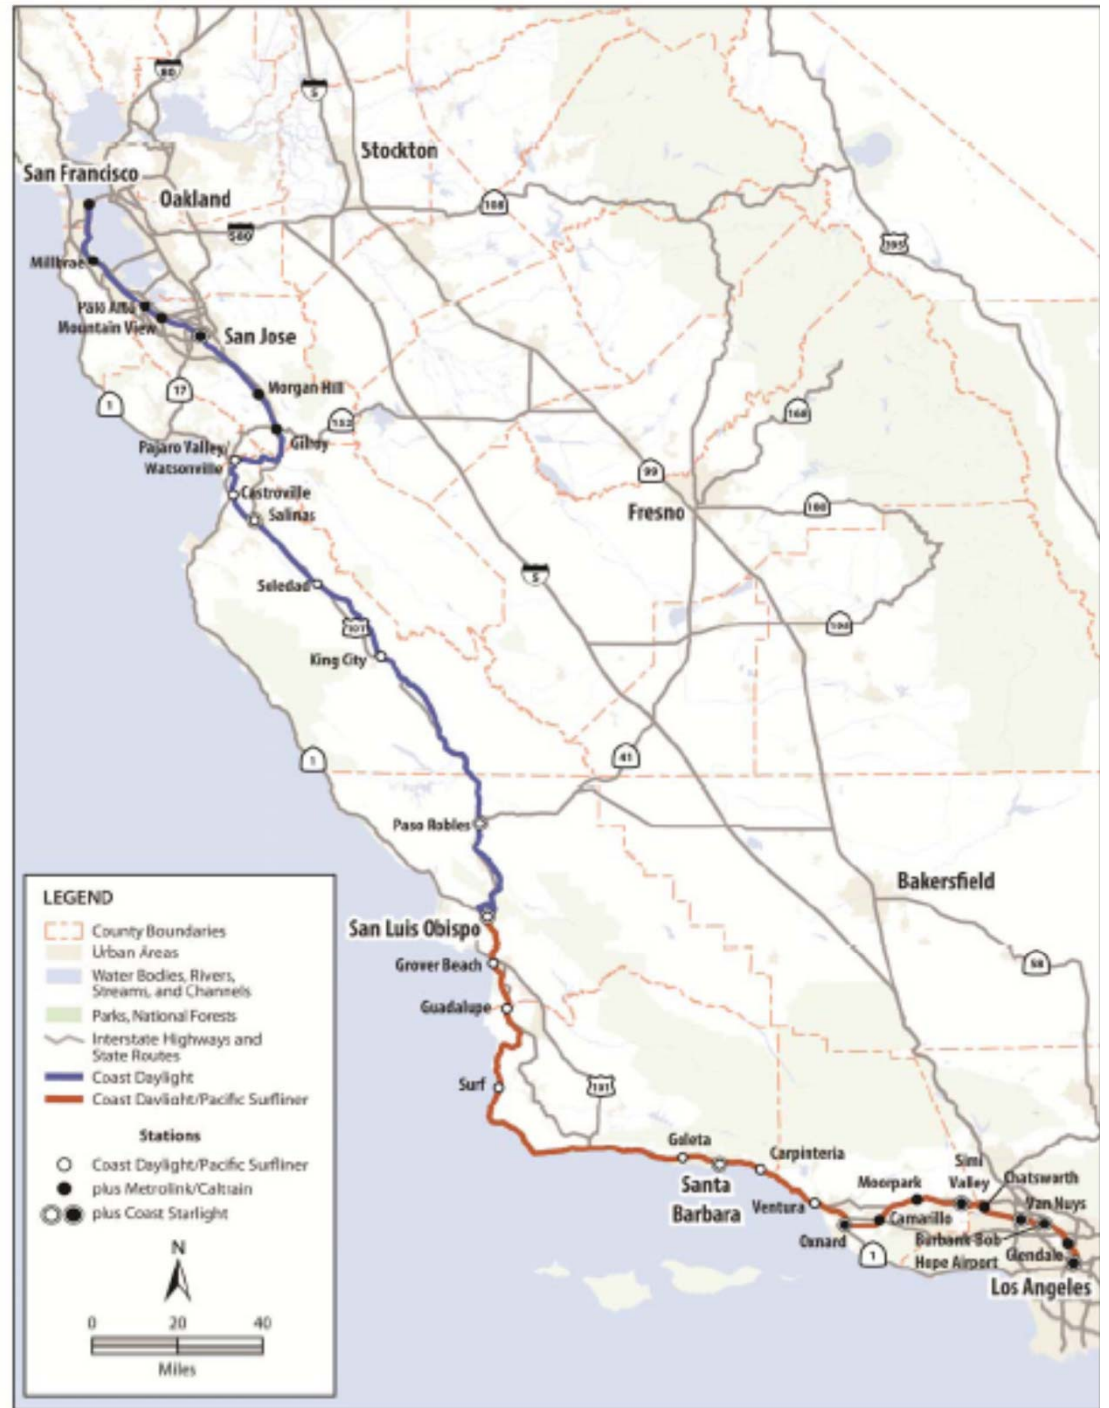 80
5
Stockton
San Francisco
Oakland
108
580
395
Millbrae
Palo Alto
Mountain View
San Jose
Morgan Hill
17
1
168
152
Gilroy
Pajaro Valley/
Watsonville
99
Castroville
Salinas
Fresno
180
5
Soledad
101
King City
1
41
Paso Robles
Bakersfield
San Luis Obispo
58
Grover Beach
Guadalupe
Surf
101
Goleta
Santa
Barbara
Carpinteria
Ventura
Simi
Valley
Moorpark
Chatsworth
Van Nuys
Camarillo
Oxnard
Burbank-Bob
Hope Airport
Glendale
1
Los Angeles
LEGEND
County Boundaries
Urban Areas
Water Bodies, Rivers,
Streams, and Channels
Parks, National Forests
Interstate Highways and
State Routes
Coast Daylight
Coast Daylight/Pacific Surfliner
Stations
Coast Daylight/Pacific Surfliner
plus Metrolink/Caltrain
plus Coast Starlight
N
0 20 40
Miles